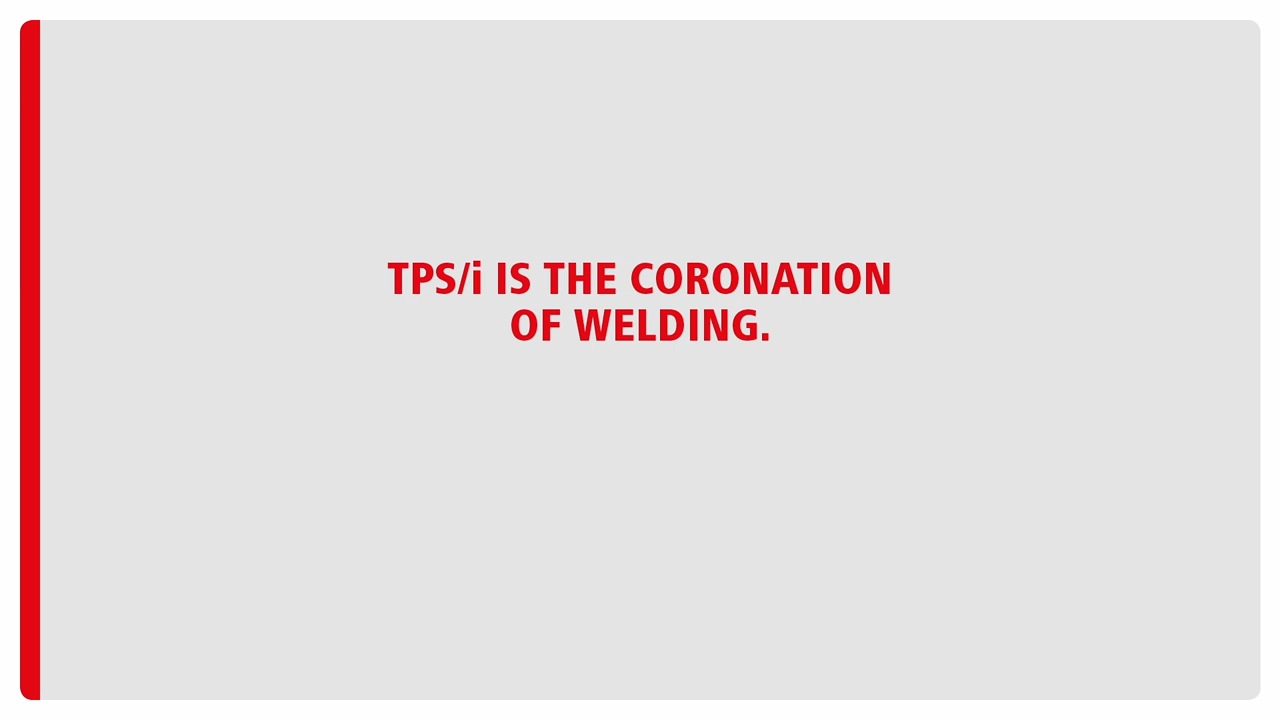 TPS/i IS THE CORONATION
OF WELDING.